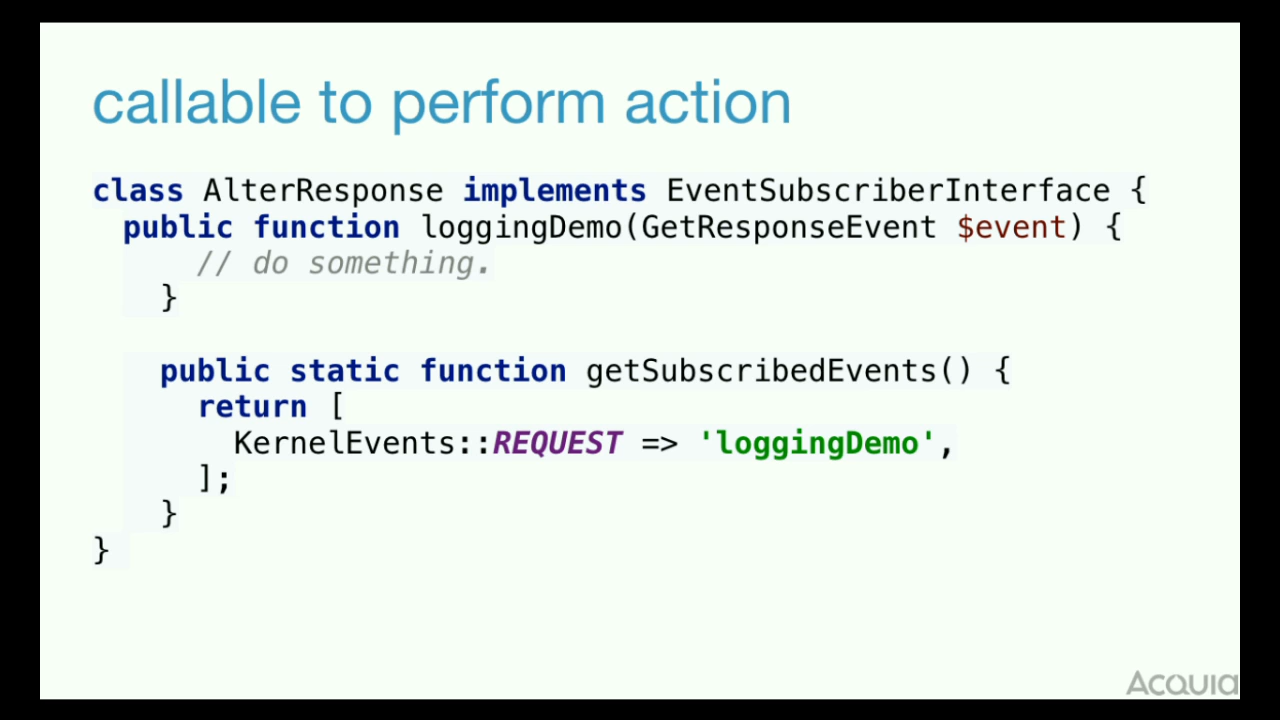 callable to perform action
class AlterResponse implements EventSubscriberInterface {
public function loggingDemo(GetResponseEvent $event) {
// do something.
}
public static function getSubscribedEvents() {
return [
KernelEvents::REQUEST => 'loggingDemo',
];
}
}
Acquia